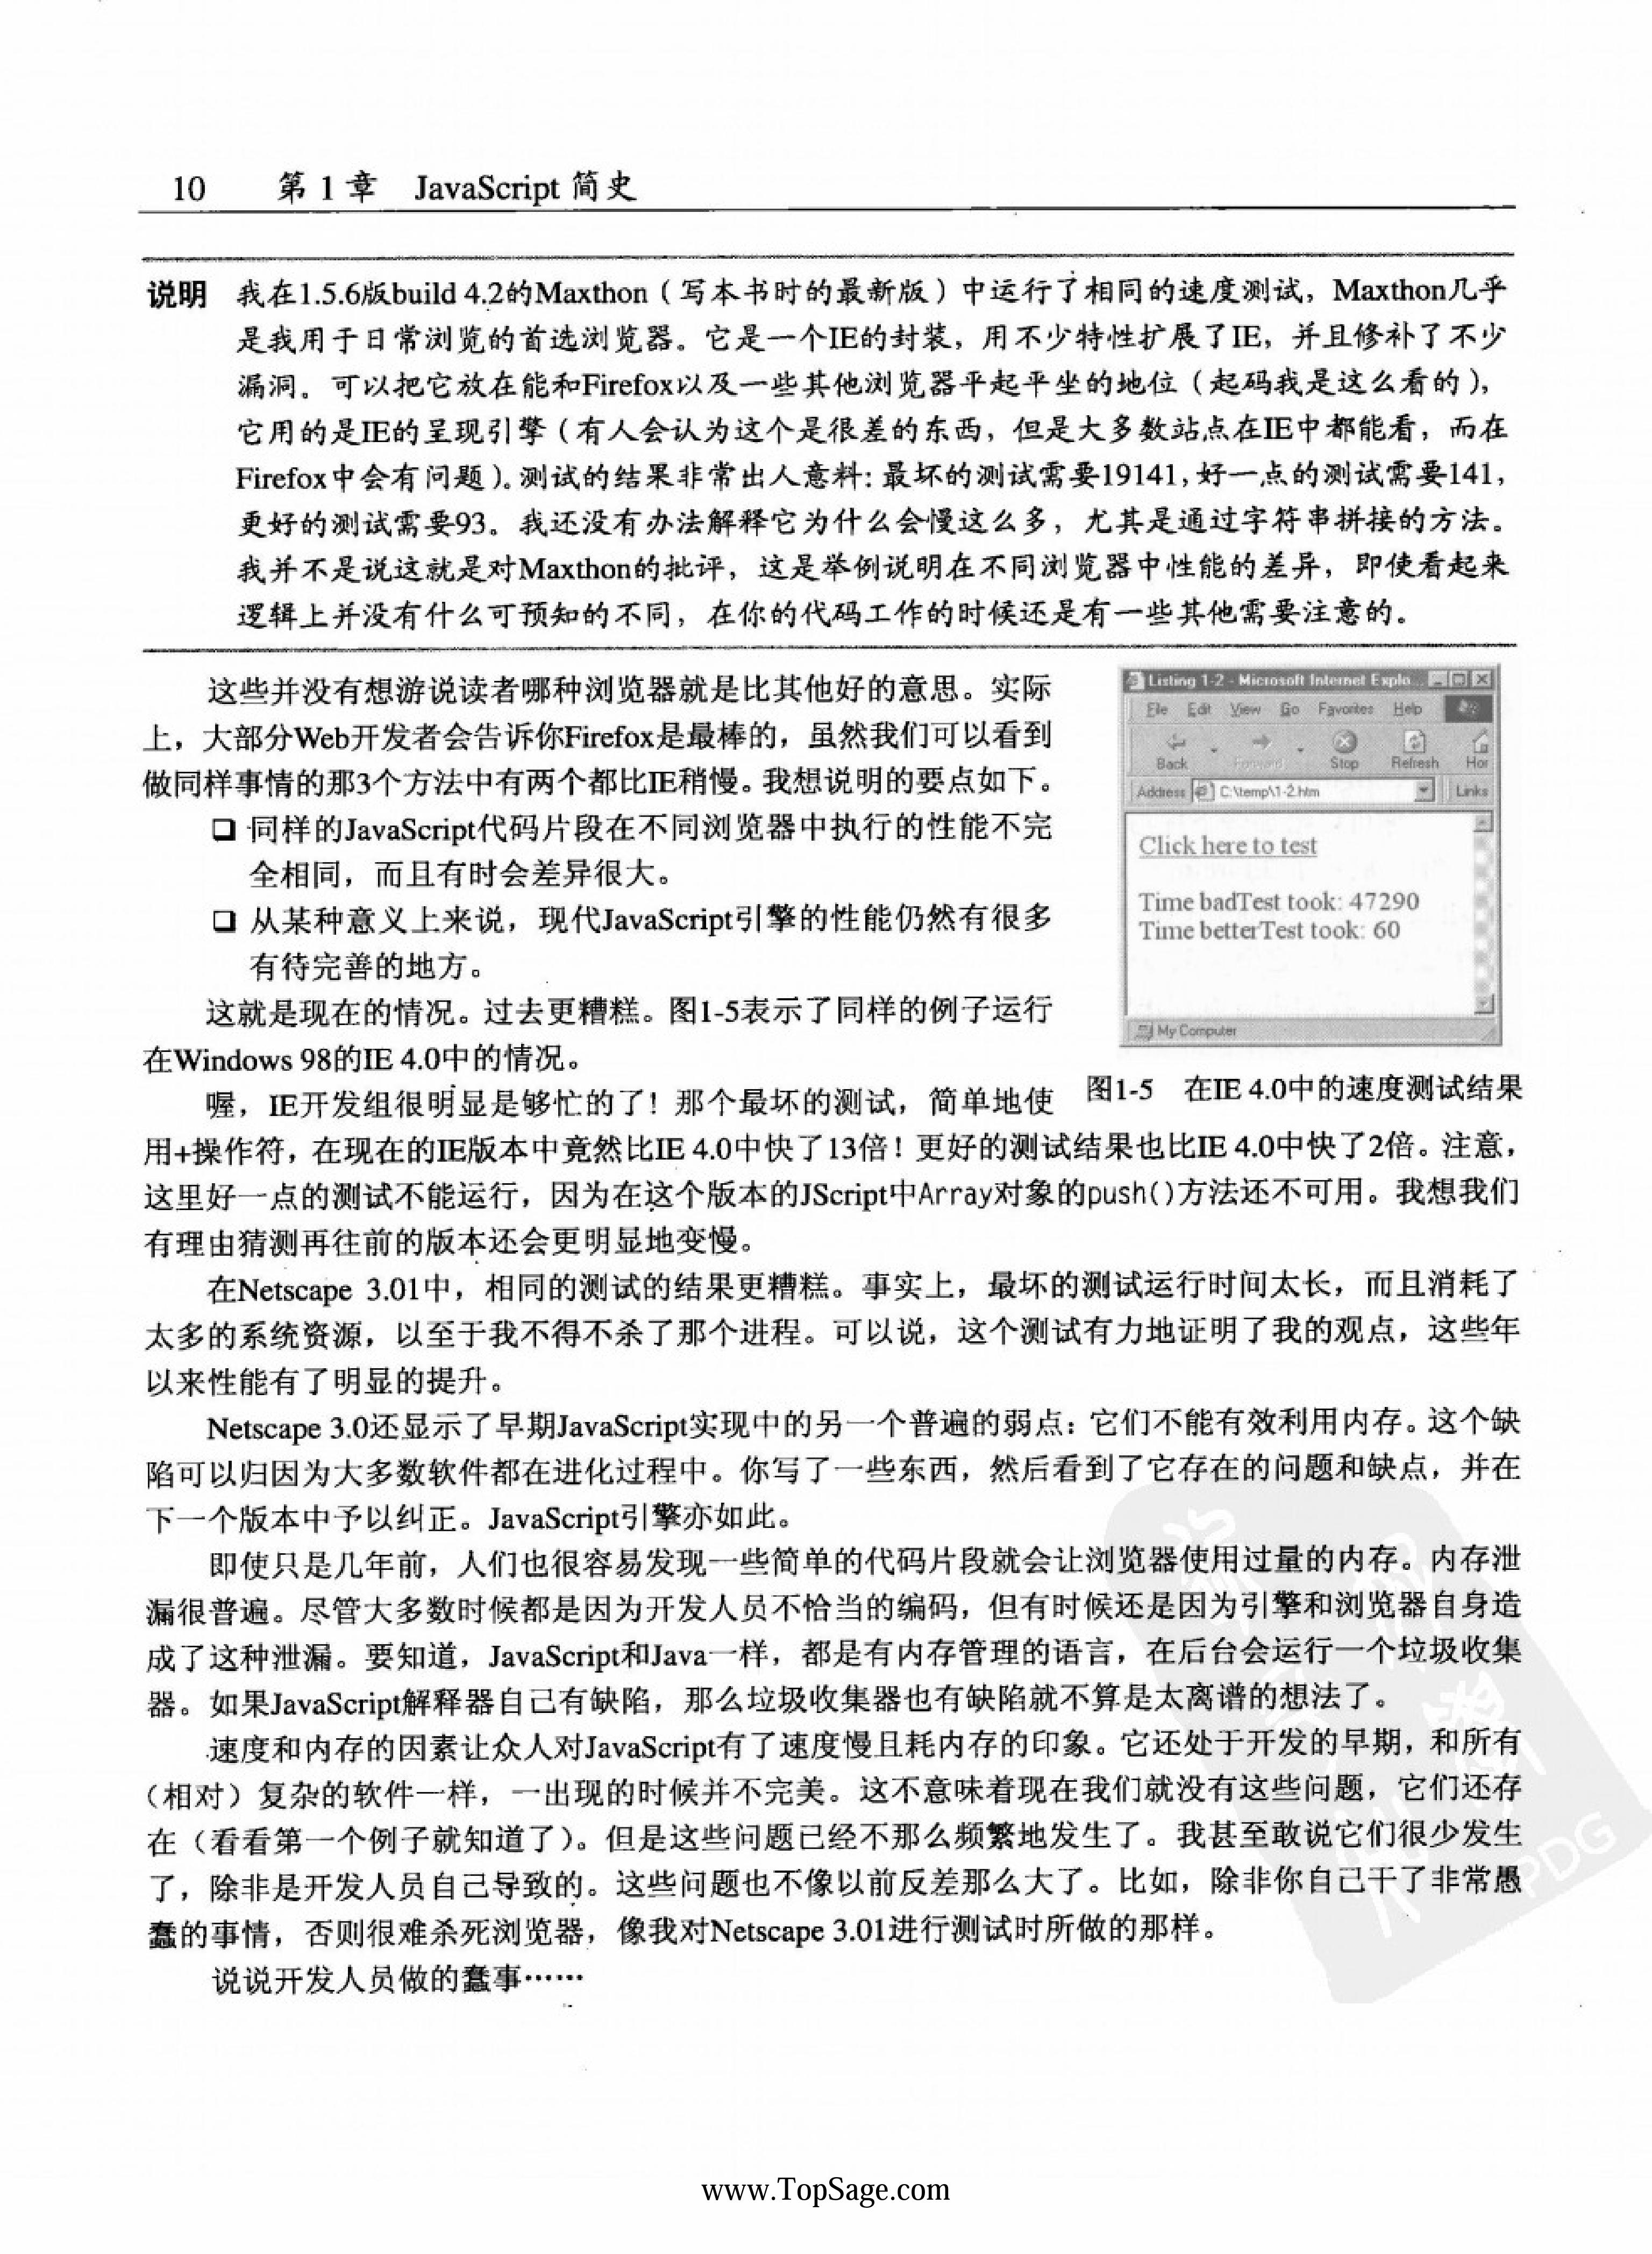 10 第 1 章 JavaScript 简史
说明 我在1.5.6版build 4.2的Maxthon（写本书时的最新版）中运行了相同的速度测试，Maxthon几乎
是我用于日常浏览的首选浏览器。它是一个IE的封装，用不少特性扩展了IE，并且修补了不少
漏洞。可以把它放在能和Firefox以及一些其他浏览器平起平坐的地位（起码我是这么看的），
它用的是IE的呈现引擎（有人会认为这个是很差的东西，但是大多数站点在IE中都能看，而在
Firefox中会有问题）。测试的结果非常出人意料：最坏的测试需要19141，好一点的测试需要141，
更好的测试需要93。我还没有办法解释它为什么会慢这么多，尤其是通过字符串拼接的方法。
我并不是说这就是对Maxthon的批评，这是举例说明在不同浏览器中性能的差异，即使看起来
逻辑上并没有什么可预知的不同，在你的代码工作的时候还是有一些其他需要注意的。
这些并没有想游说读者哪种浏览器就是比其他好的意思。实际
上，大部分Web开发者会告诉你Firefox是最棒的，虽然我们可以看到
做同样事情的那3个方法中有两个都比IE稍慢。我想说明的要点如下。
❑ 同样的JavaScript代码片段在不同浏览器中执行的性能不完
全相同，而且有时会差异很大。
❑ 从某种意义上来说，现代JavaScript引擎的性能仍然有很多
有待完善的地方。
这就是现在的情况。过去更糟糕。图1-5表示了同样的例子运行
在Windows 98的IE 4.0中的情况。
Listing 1-2 - Microsoft Internet Explo...
File Edit View Go Favorites Help
Back Forward Stop Refresh Hor
Address C:\temp\1-2.htm Links
Click here to test
Time badTest took: 47290
Time betterTest took: 60
My Computer
图1-5 在IE 4.0中的速度测试结果
喔，IE开发组很明显是够忙的了！那个最坏的测试，简单地使
用+操作符，在现在的IE版本中竟然比IE 4.0中快了13倍！更好的测试结果也比IE 4.0中快了2倍。注意，
这里好一点的测试不能运行，因为在这个版本的JScript中Array对象的push()方法还不可用。我想我们
有理由猜测再往前的版本还会更明显地变慢。
在Netscape 3.01中，相同的测试的结果更糟糕。事实上，最坏的测试运行时间太长，而且消耗了
太多的系统资源，以至于我不得不杀了那个进程。可以说，这个测试有力地证明了我的观点，这些年
以来性能有了明显的提升。
Netscape 3.0还显示了早期JavaScript实现中的另一个普遍的弱点：它们不能有效利用内存。这个缺
陷可以归因为大多数软件都在进化过程中。你写了一些东西，然后看到了它存在的问题和缺点，并在
下一个版本中予以纠正。JavaScript引擎亦如此。
即使只是几年前，人们也很容易发现一些简单的代码片段就会让浏览器使用过量的内存。内存泄
漏很普遍。尽管大多数时候都是因为开发人员不恰当的编码，但有时候还是因为引擎和浏览器自身造
成了这种泄漏。要知道，JavaScript和Java一样，都是有内存管理的语言，在后台会运行一个垃圾收集
器。如果JavaScript解释器自己有缺陷，那么垃圾收集器也有缺陷就不算是太离谱的想法了。
速度和内存的因素让众人对JavaScript有了速度慢且耗内存的印象。它还处于开发的早期，和所有
（相对）复杂的软件一样，一出现的时候并不完美。这不意味着现在我们就没有这些问题，它们还存
在（看看第一个例子就知道了）。但是这些问题已经不那么频繁地发生了。我甚至敢说它们很少发生
了，除非是开发人员自己导致的。这些问题也不像以前反差那么大了。比如，除非你自己干了非常愚
蠢的事情，否则很难杀死浏览器，像我对Netscape 3.01进行测试时所做的那样。
说说开发人员做的蠢事……
PDG
www.TopSage.com